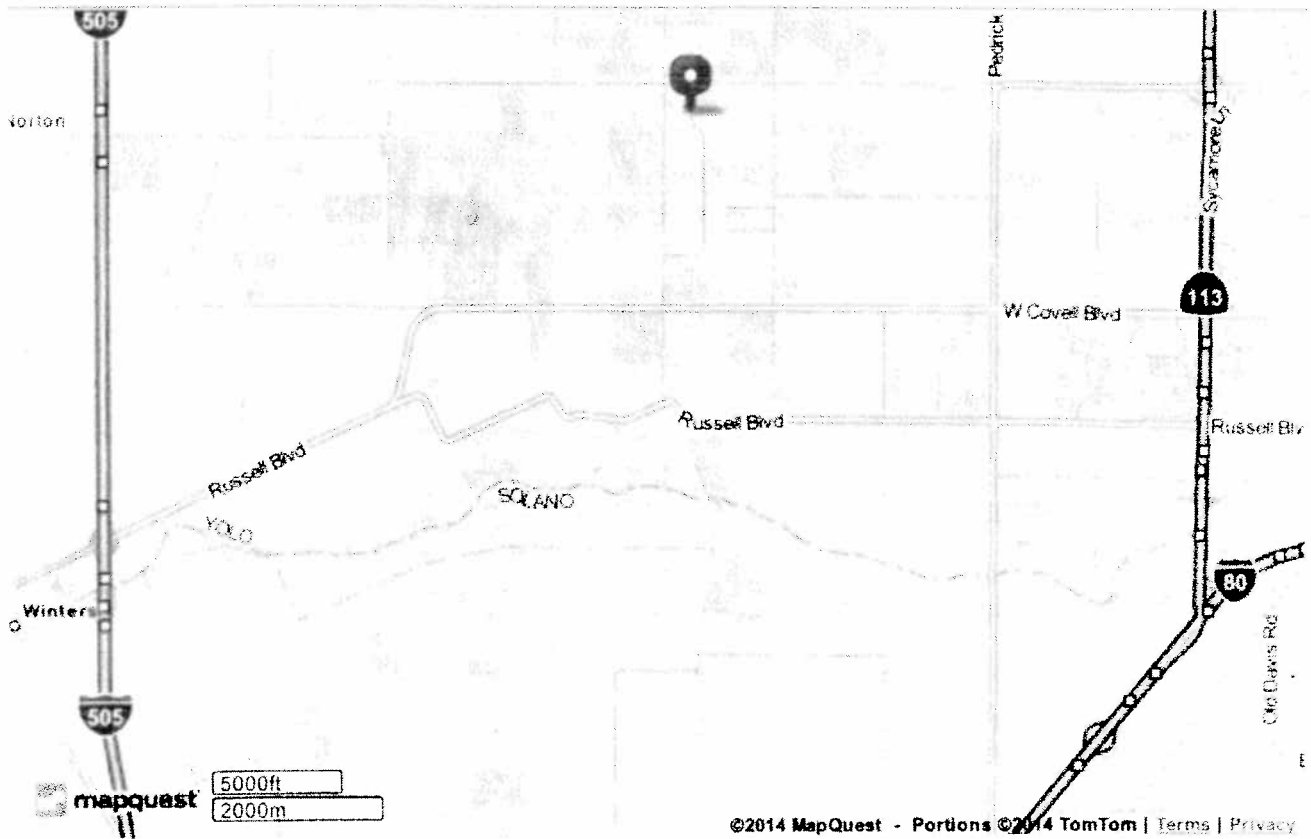 505
Pedrick
Norton
Sycamore
113
W Covell Blvd
Russell Blvd
Russell Blv
Russell Blvd
SOLANO
YOLO
80
Winters
Old Davis Rd
505
E
mapquest
5000ft
2000m
©2014 MapQuest - Portions ©2014 TomTom | Terms | Privacy